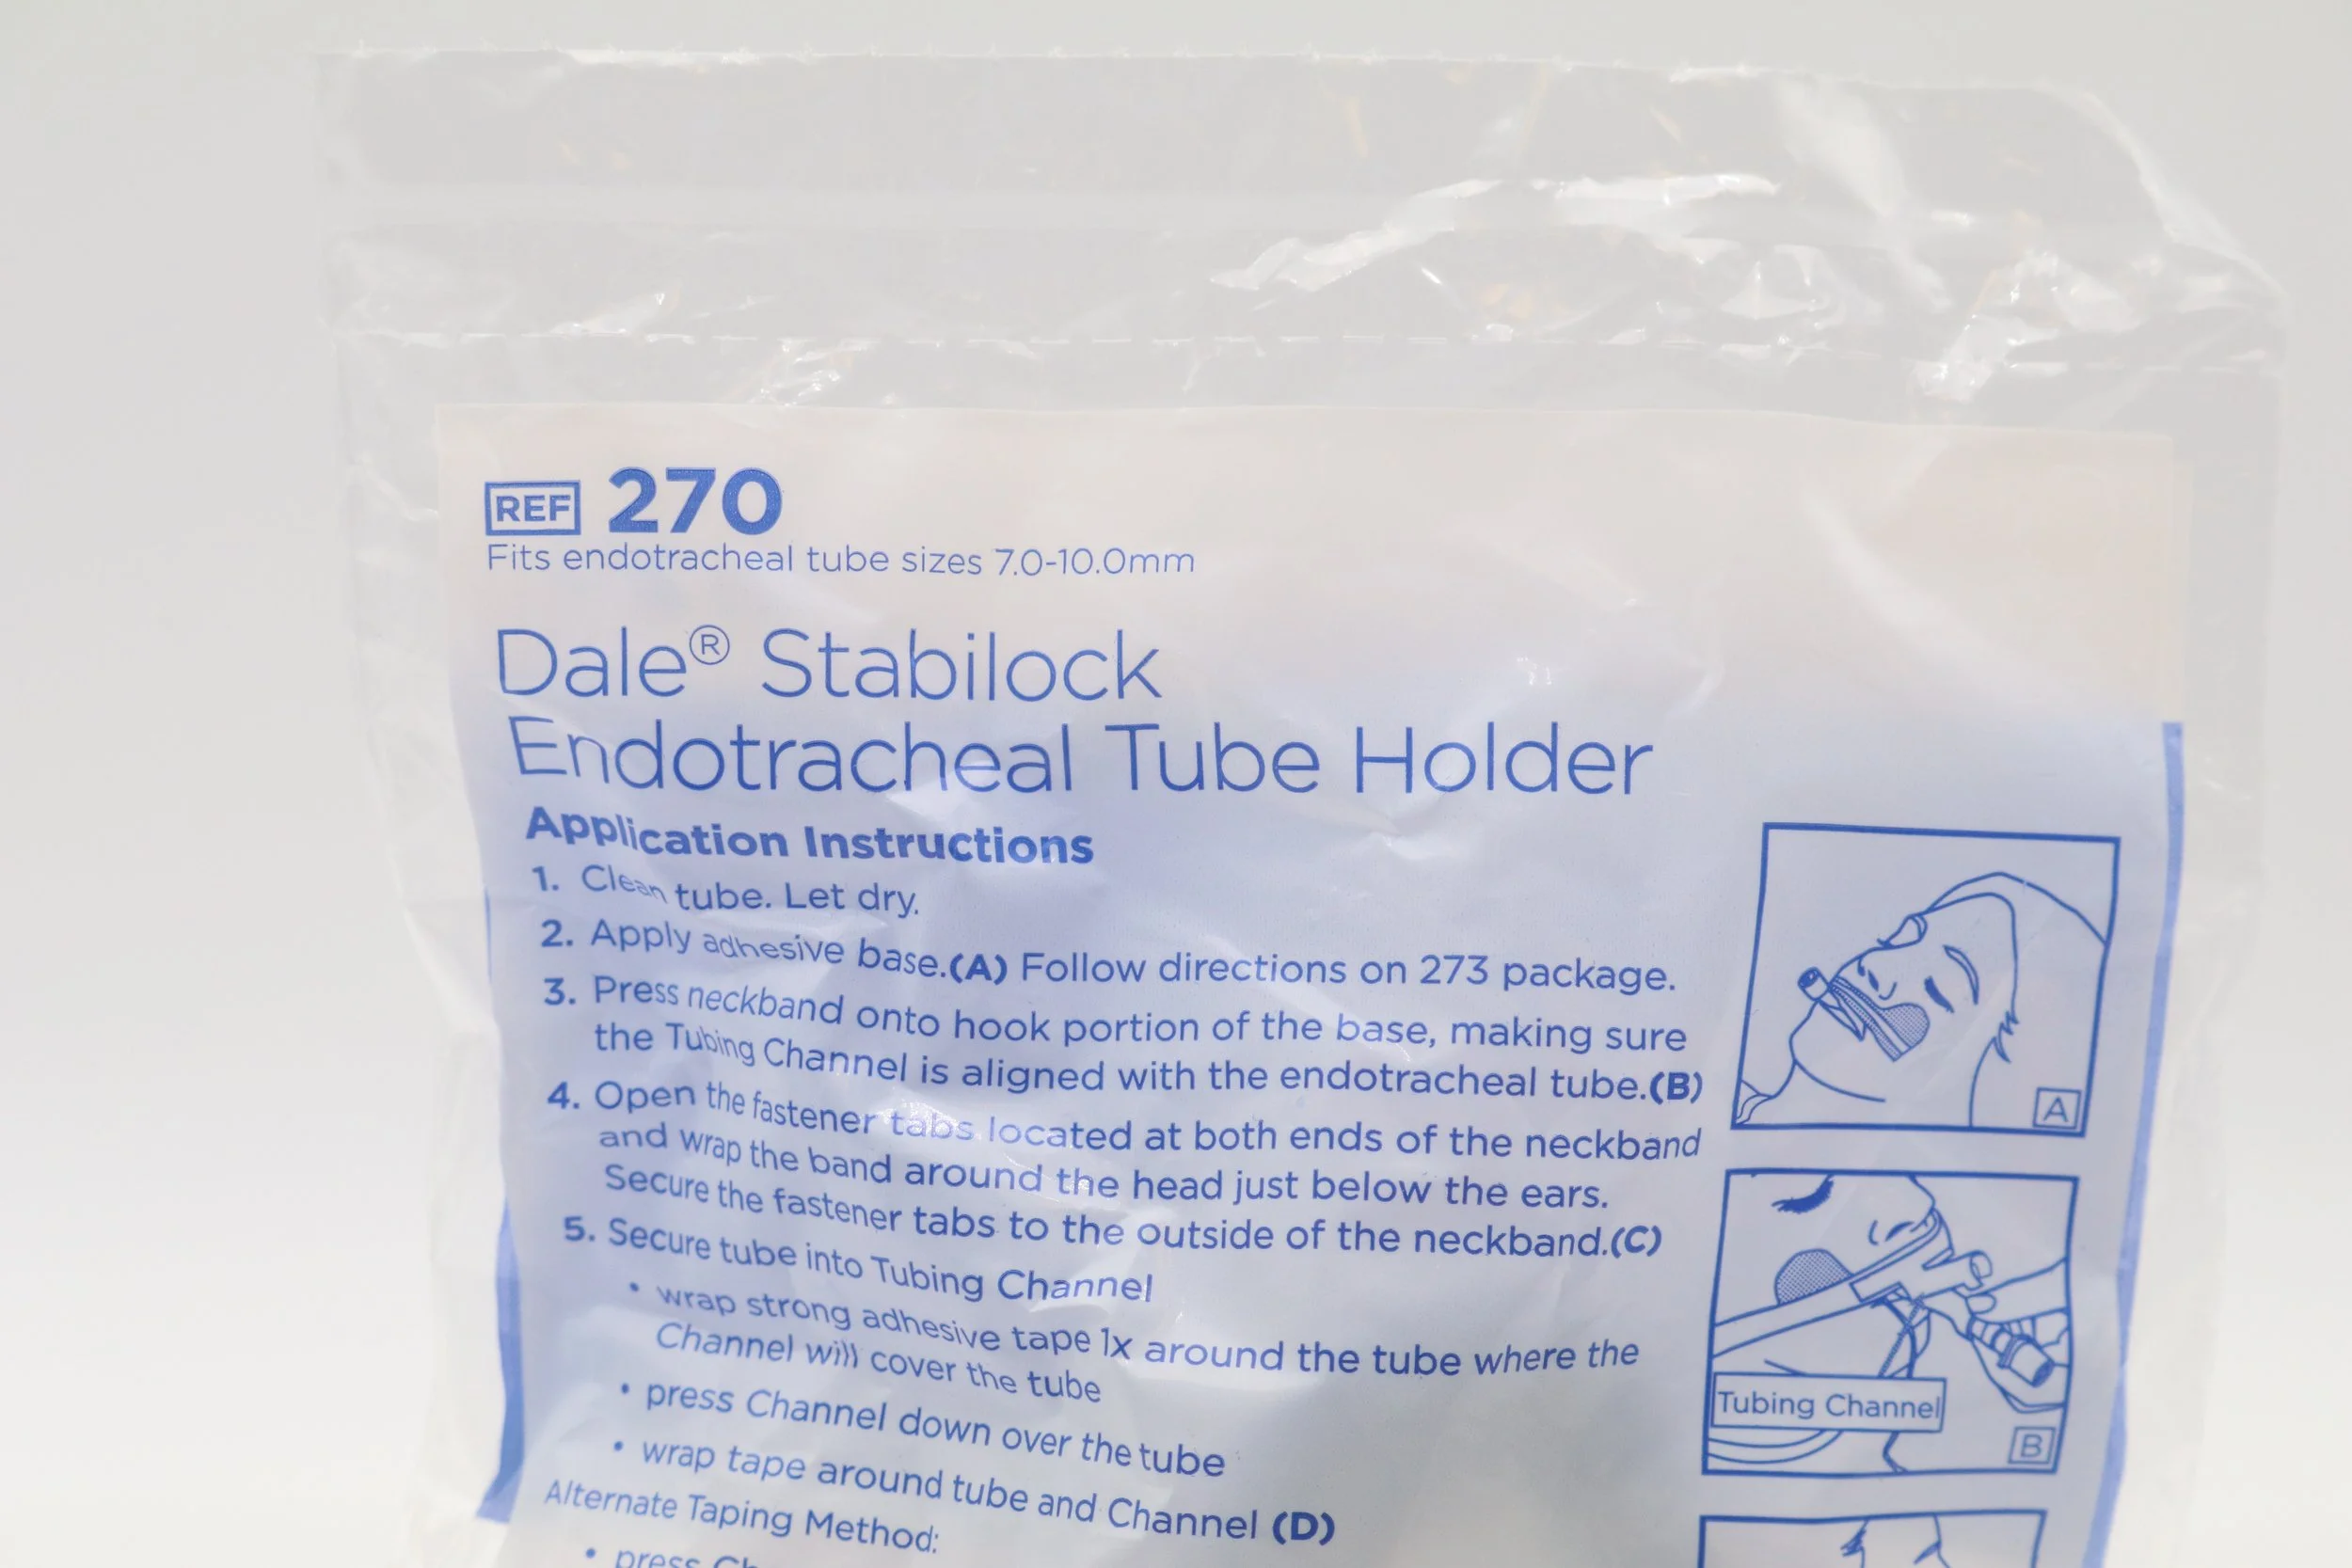 REF 270
Fits endotracheal tube sizes 7.0-10.0mm
Dale® Stabilock
Endotracheal Tube Holder
Application Instructions
1. Clean tube. Let dry.
2. Apply adhesive base.(A) Follow directions on 273 package.
3. Press neckband onto hook portion of the base, making sure
the Tubing Channel is aligned with the endotracheal tube.(B)
4. Open the fastener tabs located at both ends of the neckband
and wrap the band around the head just below the ears.
Secure the fastener tabs to the outside of the neckband.(C)
5. Secure tube into Tubing Channel
• wrap strong adhesive tape 1x around the tube where the
Channel will cover the tube
• press Channel down over the tube
• wrap tape around tube and Channel (D)
Alternate Taping Method:
• press
A
Tubing Channel
B